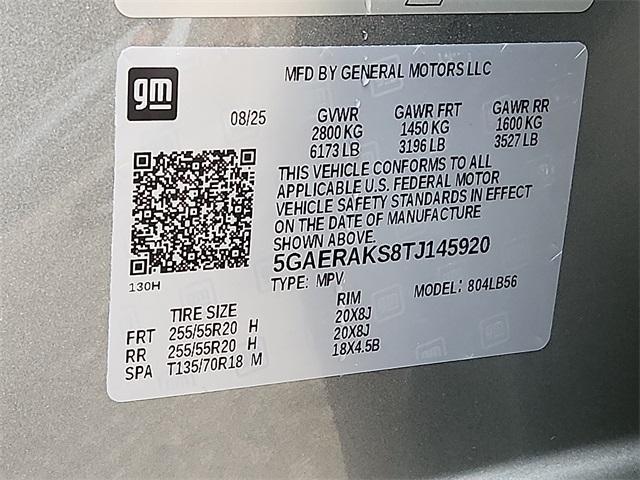 gm
MFD BY GENERAL MOTORS LLC
08/25
GVWR GAWR FRT GAWR RR
2800 KG 1450 KG 1600 KG
6173 LB 3196 LB 3527 LB
THIS VEHICLE CONFORMS TO ALL
APPLICABLE U.S. FEDERAL MOTOR
VEHICLE SAFETY STANDARDS IN EFFECT
ON THE DATE OF MANUFACTURE
SHOWN ABOVE.
5GAERAKS8TJ145920
130H
TYPE: MPV MODEL: 804LB56
TIRE SIZE RIM
FRT 255/55R20 H 20X8J
RR 255/55R20 H 20X8J
SPA T135/70R18 M 18X4.5B